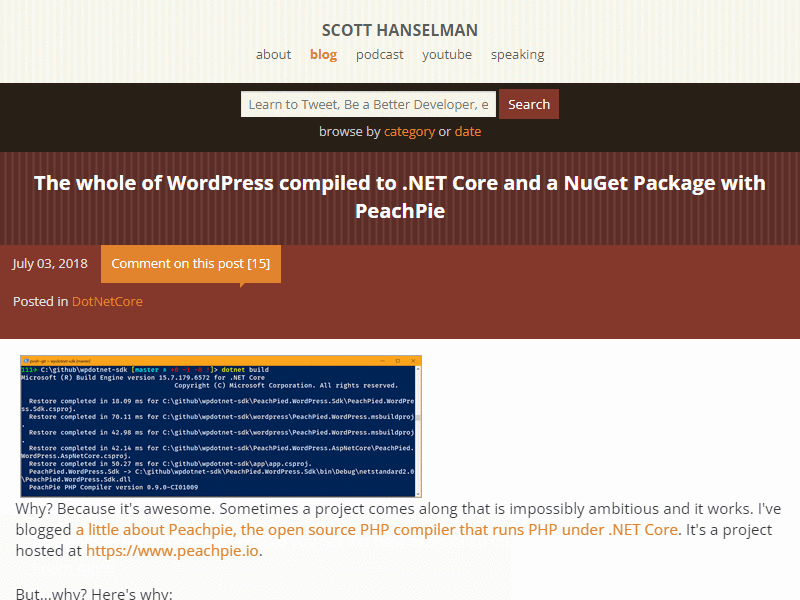 SCOTT HANSELMAN
about blog podcast youtube speaking
Learn to Tweet, Be a Better Developer, e Search
browse by category or date
The whole of WordPress compiled to .NET Core and a NuGet Package with
PeachPie
July 03, 2018 Comment on this post [15]
Posted in DotNetCore
C:\github\wpdotnet-sdk [master ≡ +0 ~1 -0 !]> dotnet build
Microsoft (R) Build Engine version 15.7.179.6572 for .NET Core
Copyright (C) Microsoft Corporation. All rights reserved.
Restore completed in 18.09 ms for C:\github\wpdotnet-sdk\PeachPied.WordPress.Sdk\PeachPied.WordPre
ss.Sdk.csproj.
Restore completed in 70.11 ms for C:\github\wpdotnet-sdk\wordpress\PeachPied.WordPress.msbuildproj
.
Restore completed in 42.98 ms for C:\github\wpdotnet-sdk\wordpress\PeachPied.WordPress.msbuildproj
.
Restore completed in 42.14 ms for C:\github\wpdotnet-sdk\PeachPied.WordPress.AspNetCore\PeachPied.
WordPress.AspNetCore.csproj.
Restore completed in 50.27 ms for C:\github\wpdotnet-sdk\app\app.csproj.
PeachPied.WordPress.Sdk -> C:\github\wpdotnet-sdk\PeachPied.WordPress.Sdk\bin\Debug\netstandard2.0
\PeachPied.WordPress.Sdk.dll
PeachPie PHP Compiler version 0.9.0-CI01009
Why? Because it's awesome. Sometimes a project comes along that is impossibly ambitious and it works. I've
blogged a little about Peachpie, the open source PHP compiler that runs PHP under .NET Core. It's a project
hosted at https://www.peachpie.io.
But...why? Here's why: